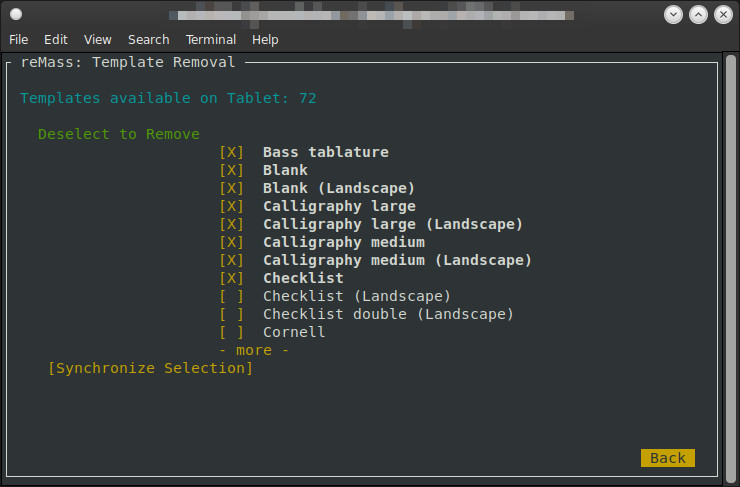 File Edit View Search Terminal Help
reMass: Template Removal
Templates available on Tablet: 72
Deselect to Remove
[X] Bass tablature
[X] Blank
[X] Blank (Landscape)
[X] Calligraphy large
[X] Calligraphy large (Landscape)
[X] Calligraphy medium
[X] Calligraphy medium (Landscape)
[X] Checklist
[ ] Checklist (Landscape)
[ ] Checklist double (Landscape)
[ ] Cornell
- more -
[Synchronize Selection]
Back